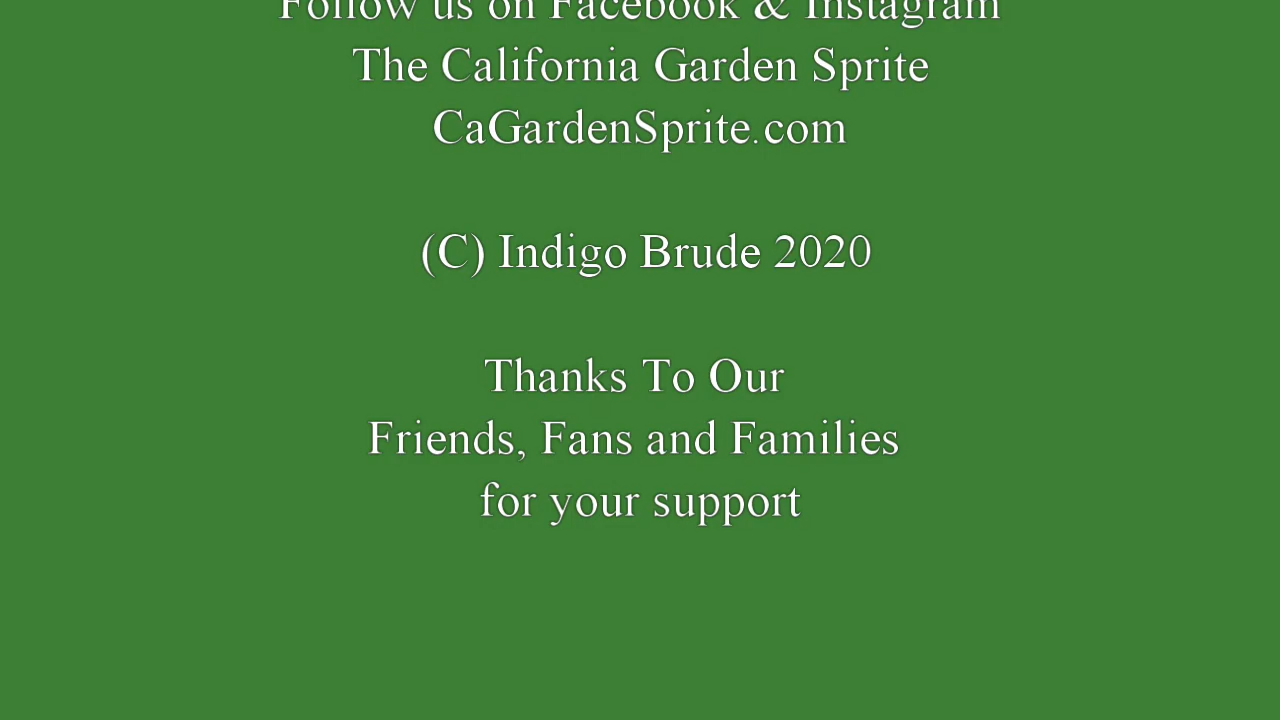 Follow us on Facebook & Instagram
The California Garden Sprite
CaGardenSprite.com
(C) Indigo Brude 2020
Thanks To Our
Friends, Fans and Families
for your support